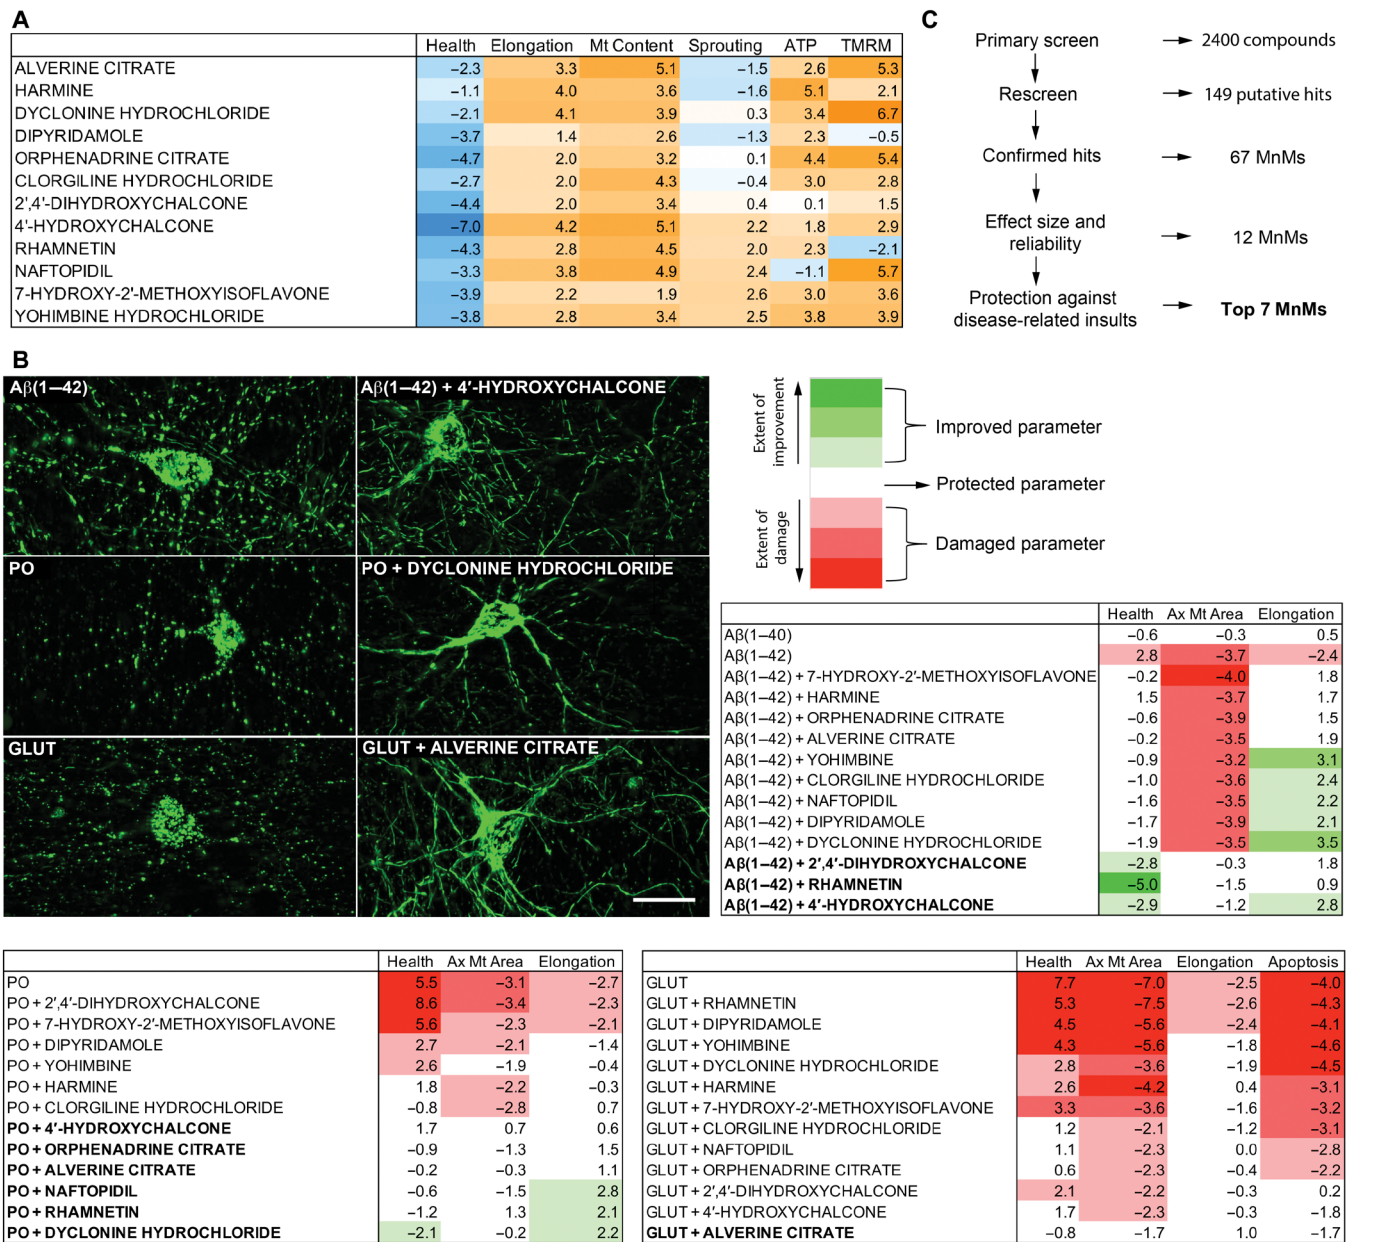 A
Health Elongation Mt Content Sprouting ATP TMRM
ALVERINE CITRATE −2.3 3.3 5.1 −1.5 2.6 5.3
HARMINE −1.1 4.0 3.6 −1.6 5.1 2.1
DYCLONINE HYDROCHLORIDE −2.1 4.1 3.9 0.3 3.4 6.7
DIPYRIDAMOLE −3.7 1.4 2.6 −1.3 2.3 −0.5
ORPHENADRINE CITRATE −4.7 2.0 3.2 0.1 4.4 5.4
CLORGILINE HYDROCHLORIDE −2.7 2.0 4.3 −0.4 3.0 2.8
2',4'-DIHYDROXYCHALCONE −4.4 2.0 3.4 0.4 0.1 1.5
4'-HYDROXYCHALCONE −7.0 4.2 5.1 2.2 1.8 2.9
RHAMNETIN −4.3 2.8 4.5 2.0 2.3 −2.1
NAFTOPIDIL −3.3 3.8 4.9 2.4 −1.1 5.7
7-HYDROXY-2'-METHOXYISOFLAVONE −3.9 2.2 1.9 2.6 3.0 3.6
YOHIMBINE HYDROCHLORIDE −3.8 2.8 3.4 2.5 3.8 3.9
C
Primary screen 2400 compounds
Rescreen 149 putative hits
Confirmed hits 67 MnMs
Effect size and
reliability 12 MnMs
Protection against
disease-related insults Top 7 MnMs
B
Aβ(1–42) Aβ(1–42) + 4′-HYDROXYCHALCONE
PO PO + DYCLONINE HYDROCHLORIDE
GLUT GLUT + ALVERINE CITRATE
Extent of
improvement
Improved parameter
Protected parameter
Extent of
damage
Damaged parameter
Health Ax Mt Area Elongation
Aβ(1–40) −0.6 −0.3 0.5
Aβ(1–42) 2.8 −3.7 −2.4
Aβ(1–42) + 7-HYDROXY-2′-METHOXYISOFLAVONE −0.2 −4.0 1.8
Aβ(1–42) + HARMINE 1.5 −3.7 1.7
Aβ(1–42) + ORPHENADRINE CITRATE −0.6 −3.9 1.5
Aβ(1–42) + ALVERINE CITRATE −0.2 −3.5 1.9
Aβ(1–42) + YOHIMBINE −0.9 −3.2 3.1
Aβ(1–42) + CLORGILINE HYDROCHLORIDE −1.0 −3.6 2.4
Aβ(1–42) + NAFTOPIDIL −1.6 −3.5 2.2
Aβ(1–42) + DIPYRIDAMOLE −1.7 −3.9 2.1
Aβ(1–42) + DYCLONINE HYDROCHLORIDE −1.9 −3.5 3.5
Aβ(1–42) + 2′,4′-DIHYDROXYCHALCONE −2.8 −0.3 1.8
Aβ(1–42) + RHAMNETIN −5.0 −1.5 0.9
Aβ(1–42) + 4′-HYDROXYCHALCONE −2.9 −1.2 2.8
Health Ax Mt Area Elongation
PO 5.5 −3.1 −2.7
PO + 2′,4′-DIHYDROXYCHALCONE 8.6 −3.4 −2.3
PO + 7-HYDROXY-2′-METHOXYISOFLAVONE 5.6 −2.3 −2.1
PO + DIPYRIDAMOLE 2.7 −2.1 −1.4
PO + YOHIMBINE 2.6 −1.9 −0.4
PO + HARMINE 1.8 −2.2 −0.3
PO + CLORGILINE HYDROCHLORIDE −0.8 −2.8 0.7
PO + 4′-HYDROXYCHALCONE 1.7 0.7 0.6
PO + ORPHENADRINE CITRATE −0.9 −1.3 1.5
PO + ALVERINE CITRATE −0.2 −0.3 1.1
PO + NAFTOPIDIL −0.6 −1.5 2.8
PO + RHAMNETIN −1.2 1.3 2.1
PO + DYCLONINE HYDROCHLORIDE −2.1 −0.2 2.2
Health Ax Mt Area Elongation Apoptosis
GLUT 7.7 −7.0 −2.5 −4.0
GLUT + RHAMNETIN 5.3 −7.5 −2.6 −4.3
GLUT + DIPYRIDAMOLE 4.5 −5.6 −2.4 −4.1
GLUT + YOHIMBINE 4.3 −5.6 −1.8 −4.6
GLUT + DYCLONINE HYDROCHLORIDE 2.8 −3.6 −1.9 −4.5
GLUT + HARMINE 2.6 −4.2 0.4 −3.1
GLUT + 7-HYDROXY-2′-METHOXYISOFLAVONE 3.3 −3.6 −1.6 −3.2
GLUT + CLORGILINE HYDROCHLORIDE 1.2 −2.1 −1.2 −3.1
GLUT + NAFTOPIDIL 1.1 −2.3 0.0 −2.8
GLUT + ORPHENADRINE CITRATE 0.6 −2.3 −0.4 −2.2
GLUT + 2′,4′-DIHYDROXYCHALCONE 2.1 −2.2 −0.3 0.2
GLUT + 4′-HYDROXYCHALCONE 1.7 −2.3 −0.3 −1.8
GLUT + ALVERINE CITRATE −0.8 −1.7 1.0 −1.7